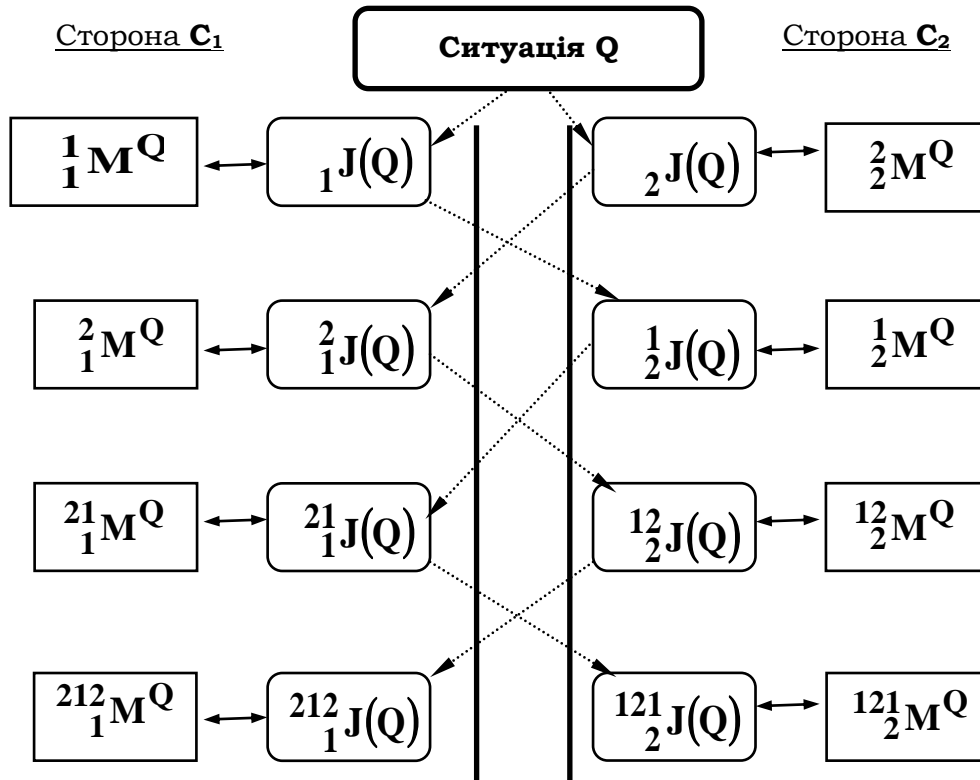 Сторона C₁ Ситуація Q Сторона C₂
¹₁M^Q ₁J(Q) ₂J(Q) ²₂M^Q
²₁M^Q ²₁J(Q) ¹₂J(Q) ¹₂M^Q
²¹₁M^Q ²¹₁J(Q) ¹²₂J(Q) ¹²₂M^Q
²¹²₁M^Q ²¹²₁J(Q) ¹²¹₂J(Q) ¹²¹₂M^Q